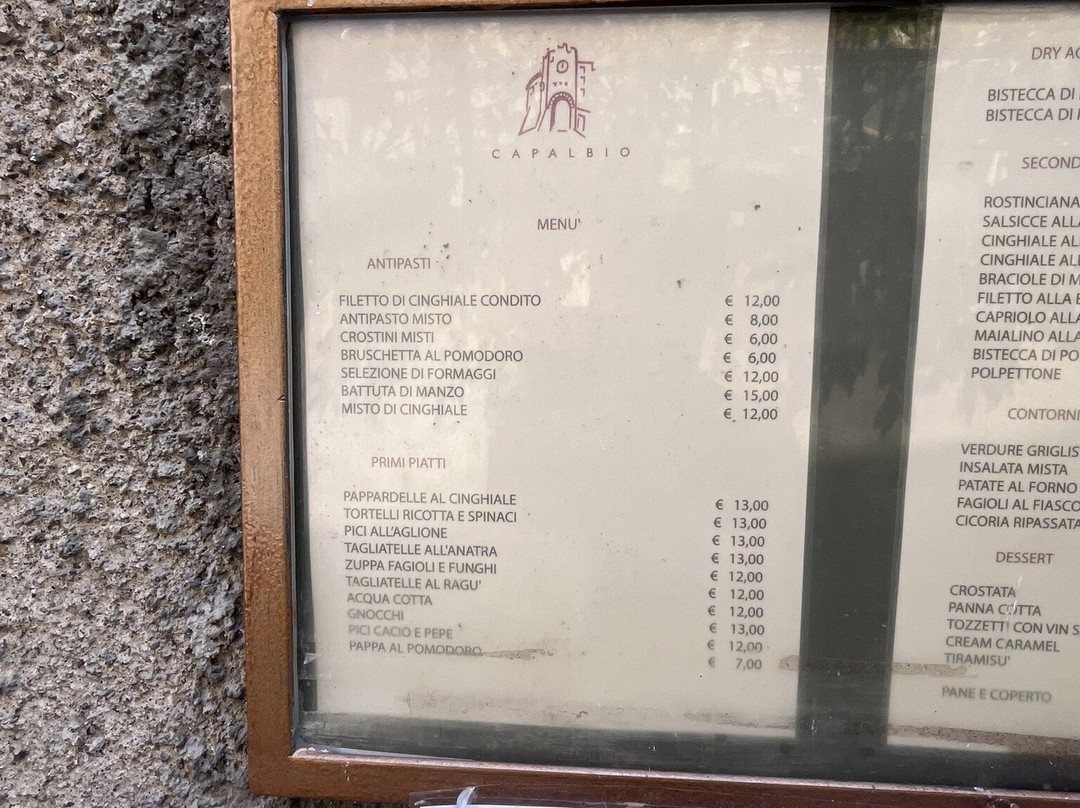 CAPALBIO
MENU'
ANTIPASTI
FILETTO DI CINGHIALE CONDITO € 12,00
ANTIPASTO MISTO € 8,00
CROSTINI MISTI € 6,00
BRUSCHETTA AL POMODORO € 6,00
SELEZIONE DI FORMAGGI € 12,00
BATTUTA DI MANZO € 15,00
MISTO DI CINGHIALE € 12,00
PRIMI PIATTI
PAPPARDELLE AL CINGHIALE € 13,00
TORTELLI RICOTTA E SPINACI € 13,00
PICI ALL'AGLIONE € 13,00
TAGLIATELLE ALL'ANATRA € 13,00
ZUPPA FAGIOLI E FUNGHI € 12,00
TAGLIATELLE AL RAGU' € 12,00
ACQUA COTTA € 12,00
GNOCCHI € 13,00
PICI CACIO E PEPE € 12,00
PAPPA AL POMODORO € 7,00
DRY
BISTECCA DI
BISTECCA DI
SECOND
ROSTINCIANA
SALSICCE ALLA
CINGHIALE AL
CINGHIALE ALL
BRACIOLE DI M
FILETTO ALLA
CAPRIOLO ALLA
MAIALINO ALLA
BISTECCA DI PO
POLPETTONE
CONTORNI
VERDURE GRIGLIS
INSALATA MISTA
PATATE AL FORNO
FAGIOLI AL FIASCO
CICORIA RIPASSATA
DESSERT
CROSTATA
PANNA COTTA
TOZZETTI CON VIN S
CREAM CARAMEL
TIRAMISU'
PANE E COPERTO